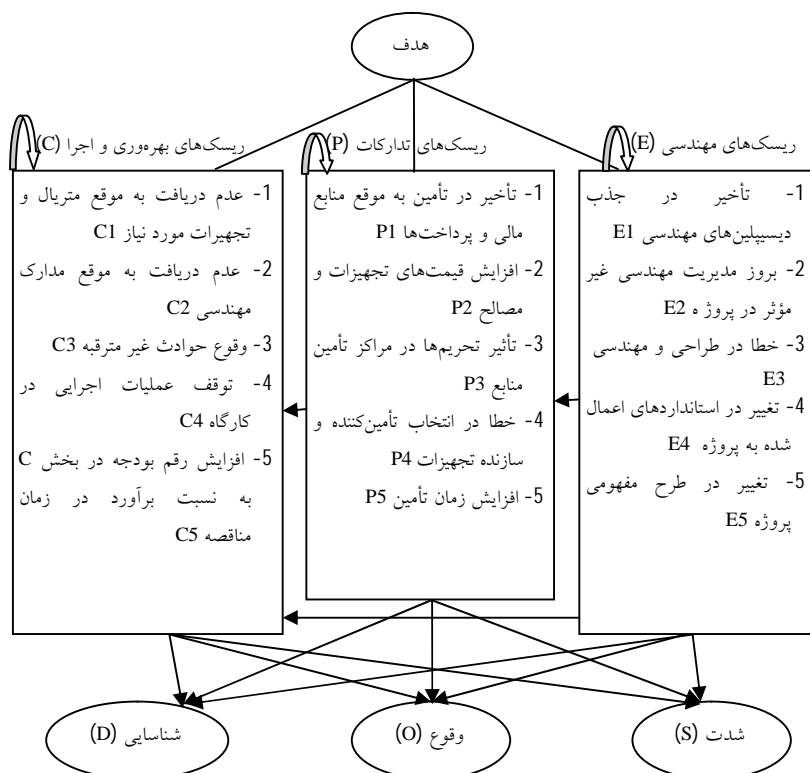 هدف
ریسک‌های مهندسی (E)
1- تأخیر در جذب
دیسیپلین‌های مهندسی E1
2- بروز مدیریت مهندسی غیر
مؤثر در پروژ ه E2
3- خطا در طراحی و مهندسی
E3
4- تغییر در استانداردهای اعمال
شده به پروژه E4
5- تغییر در طرح مفهومی
پروژه E5
ریسک‌های تدارکات (P)
1- تأخیر در تأمین به موقع منابع
مالی و پرداخت‌ها P1
2- افزایش قیمت‌های تجهیزات و
مصالح P2
3- تأثیر تحریم‌ها در مراکز تأمین
منابع P3
4- خطا در انتخاب تأمین‌کننده و
سازنده تجهیزات P4
5- افزایش زمان تأمین P5
ریسک‌های بهره‌وری و اجرا (C)
1- عدم دریافت به موقع متریال و
تجهیزات مورد نیاز C1
2- عدم دریافت به موقع مدارک
مهندسی C2
3- وقوع حوادث غیر مترقبه C3
4- توقف عملیات اجرایی در
کارگاه C4
5- افزایش رقم بودجه در بخش C
به نسبت برآورد در زمان
مناقصه C5
شدت (S)
وقوع (O)
شناسایی (D)